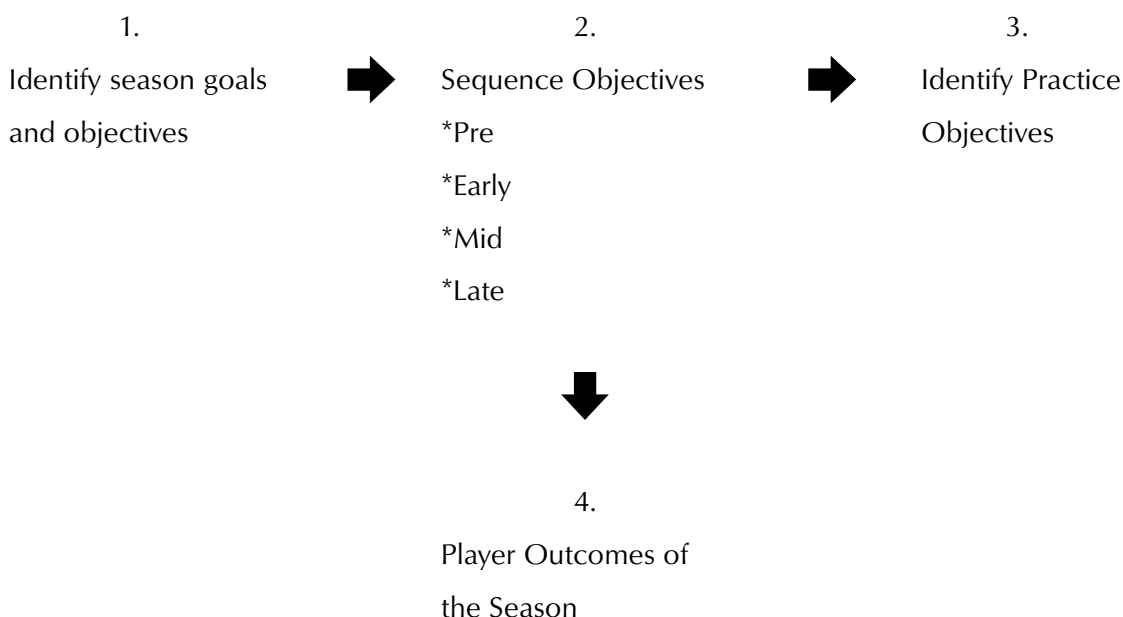 1.
Identify season goals
and objectives
2.
Sequence Objectives
*Pre
*Early
*Mid
*Late
3.
Identify Practice
Objectives
4.
Player Outcomes of
the Season